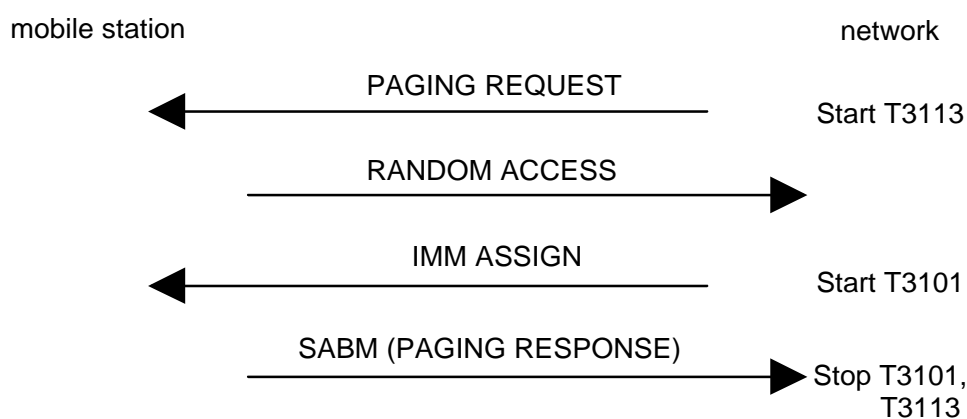 mobile station
network
PAGING REQUEST
Start T3113
RANDOM ACCESS
IMM ASSIGN
Start T3101
SABM (PAGING RESPONSE)
Stop T3101,
T3113